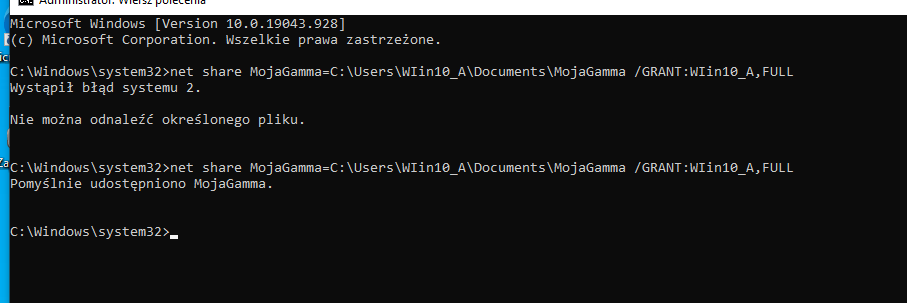 Administrator: Wiersz polecenia
Microsoft Windows [Version 10.0.19043.928]
(c) Microsoft Corporation. Wszelkie prawa zastrzeżone.
C:\Windows\system32>net share MojaGamma=C:\Users\WIin10_A\Documents\MojaGamma /GRANT:WIin10_A,FULL
Wystąpił błąd systemu 2.
Nie można odnaleźć określonego pliku.
C:\Windows\system32>net share MojaGamma=C:\Users\WIin10_A\Documents\MojaGamma /GRANT:WIin10_A,FULL
Pomyślnie udostępniono MojaGamma.
C:\Windows\system32>